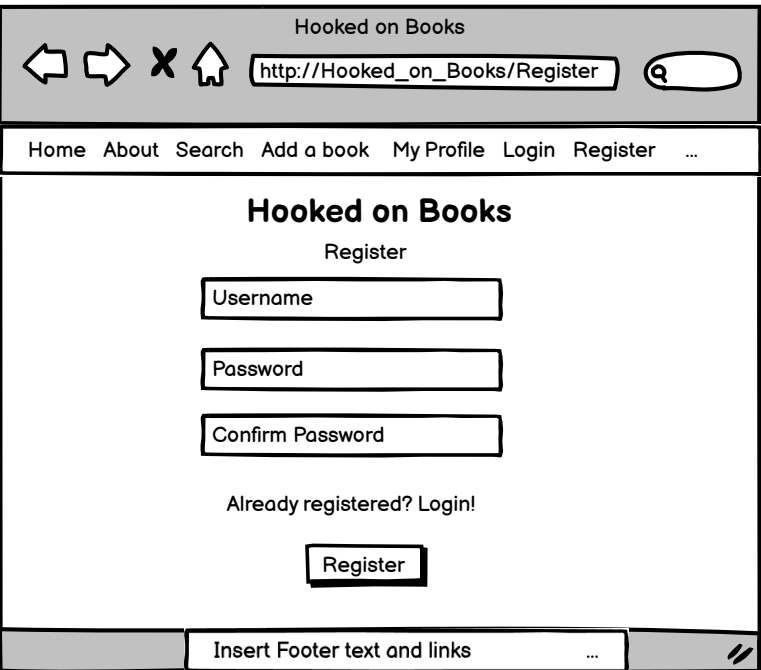 Hooked on Books
http://Hooked_on_Books/Register
Home About Search Add a book My Profile Login Register ...
Hooked on Books
Register
Username
Password
Confirm Password
Already registered? Login!
Register
Insert Footer text and links ...